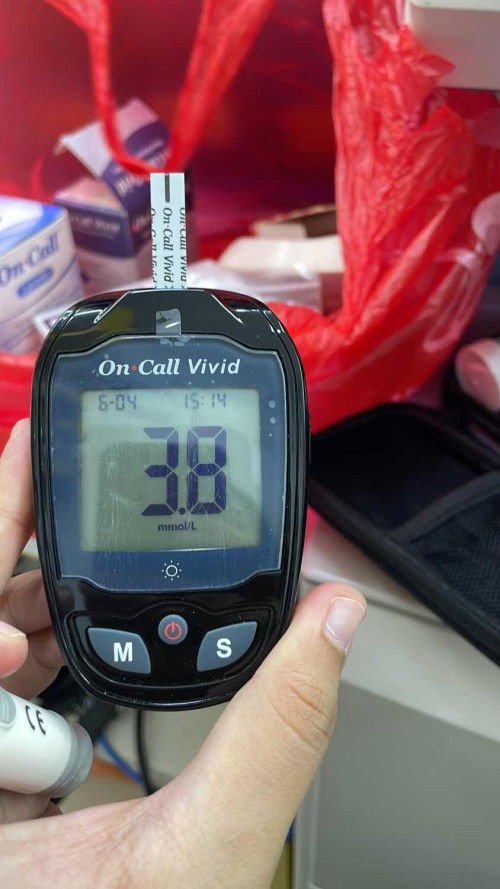 On·Call Vivid
On·Call Vivid
On·Call
On·Call Vivid
6-04 15:14
3.8
mmol/L
M S
CE